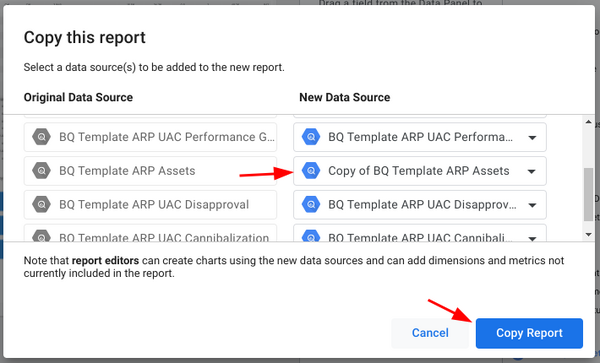 Drag a field from the Data Panel to
Copy this report
Select a data source(s) to be added to the new report.
Original Data Source New Data Source
BQ Template ARP UAC Performance G... BQ Template ARP UAC Performa...
BQ Template ARP Assets Copy of BQ Template ARP Assets
BQ Template ARP UAC Disapproval BQ Template ARP UAC Disapprov...
BQ Template ARP UAC Cannibalization BQ Template ARP UAC Cannibali...
Note that report editors can create charts using the new data sources and can add dimensions and metrics not
currently included in the report.
Cancel Copy Report